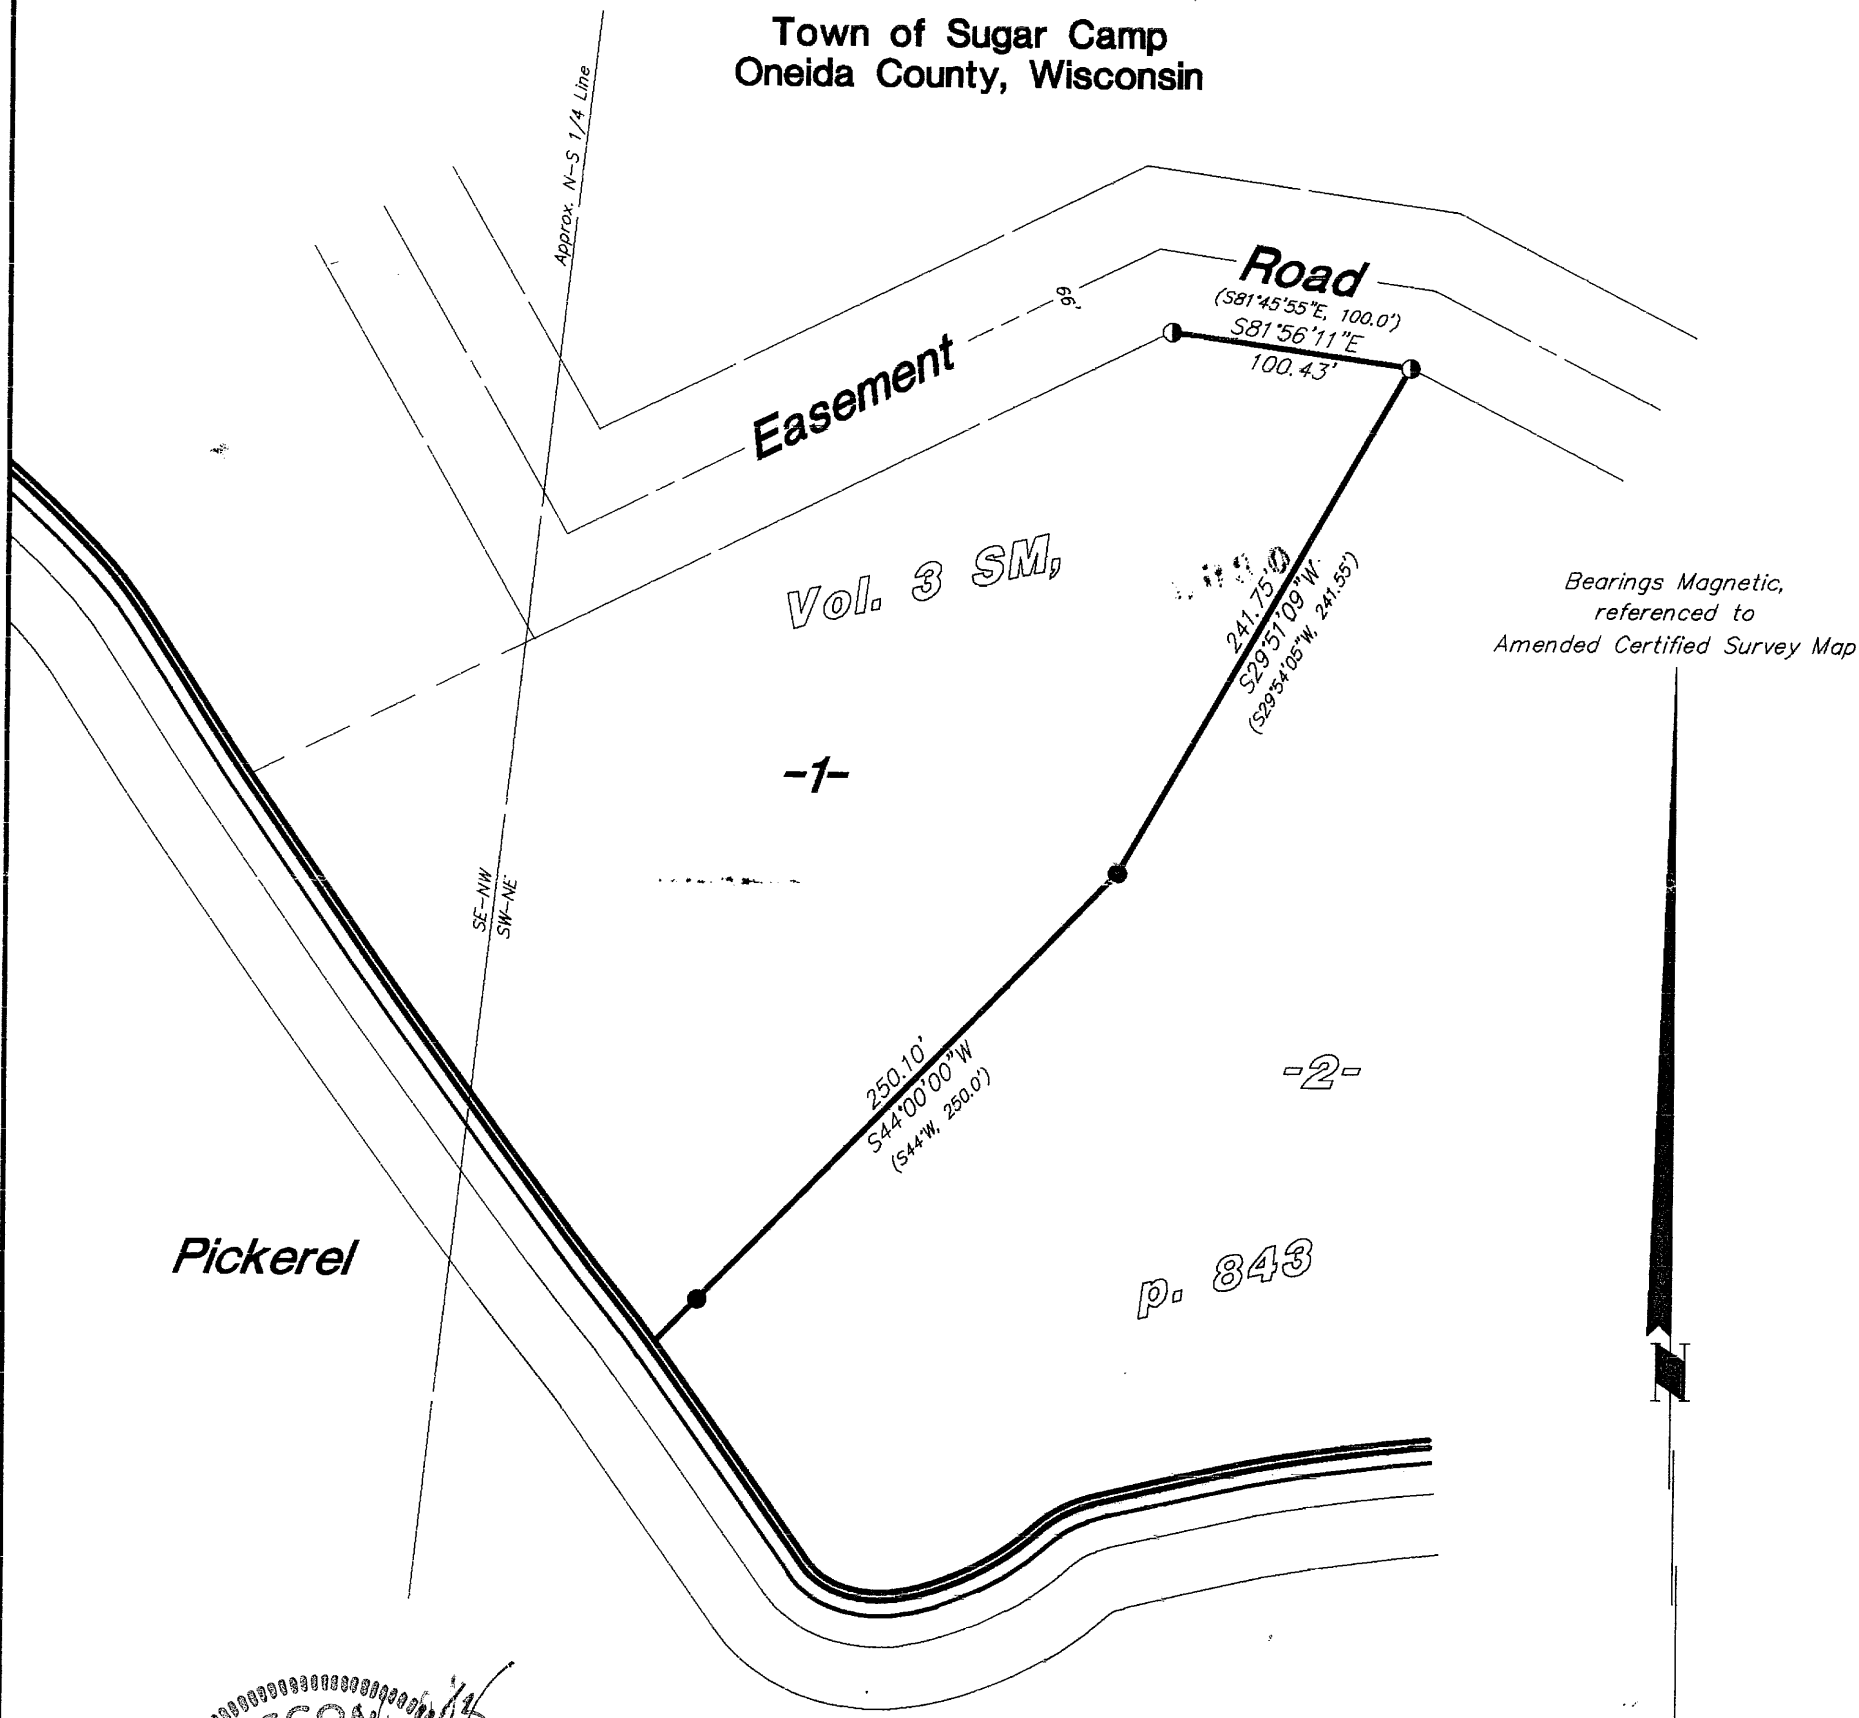 Town of Sugar Camp
Oneida County, Wisconsin
Approx. N-S 1/4 Line
Road
(S81°45'55"E, 100.0')
S81°56'11"E
100.43'
66'
Easement
Vol. 3 SM,
241.75'
S29°51'09"W
(S29°54'05"W, 241.55')
Bearings Magnetic,
referenced to
Amended Certified Survey Map
-1-
SE-NW
SW-NE
250.10'
S44°00'00"W
(S44°W, 250.0')
-2-
Pickerel
p. 843
N